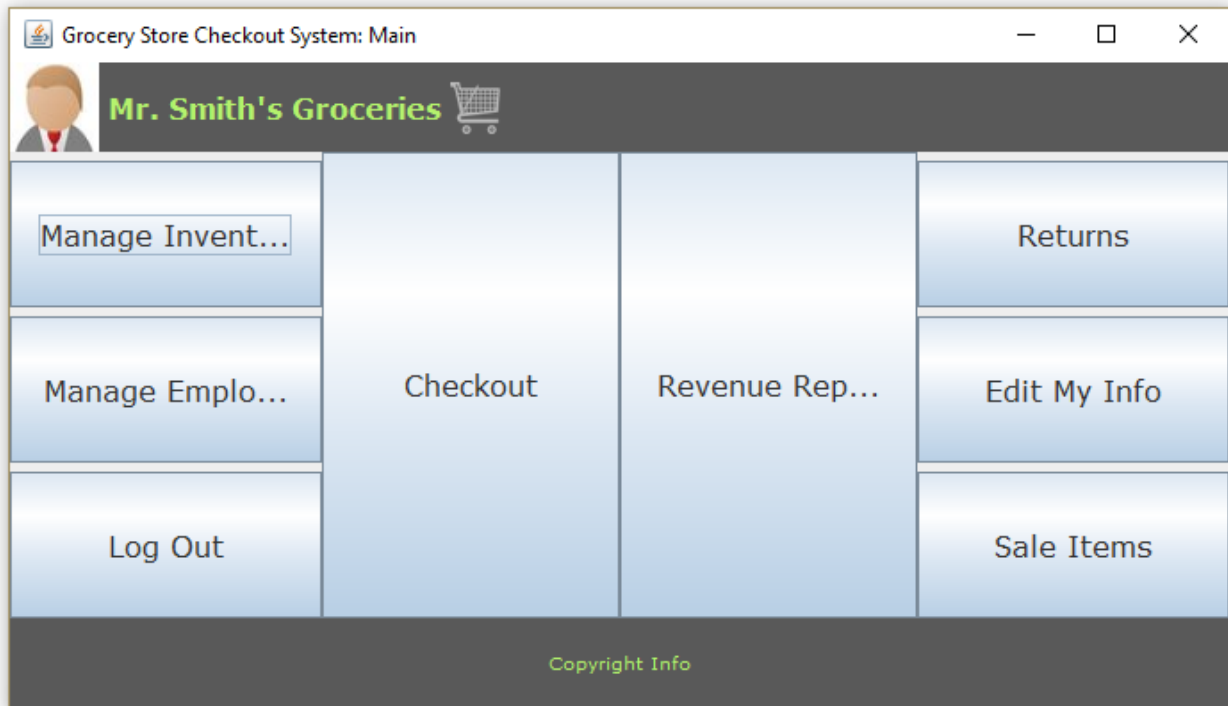 Grocery Store Checkout System: Main
Mr. Smith's Groceries
Manage Invent...
Manage Emplo...
Log Out
Checkout
Revenue Rep...
Returns
Edit My Info
Sale Items
Copyright Info